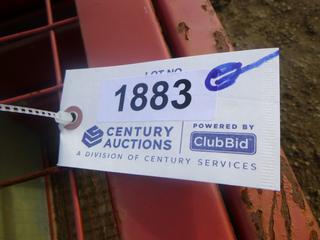 LOT NO.
1883
CENTURY
AUCTIONS
POWERED BY
ClubBid
A DIVISION OF CENTURY SERVICES